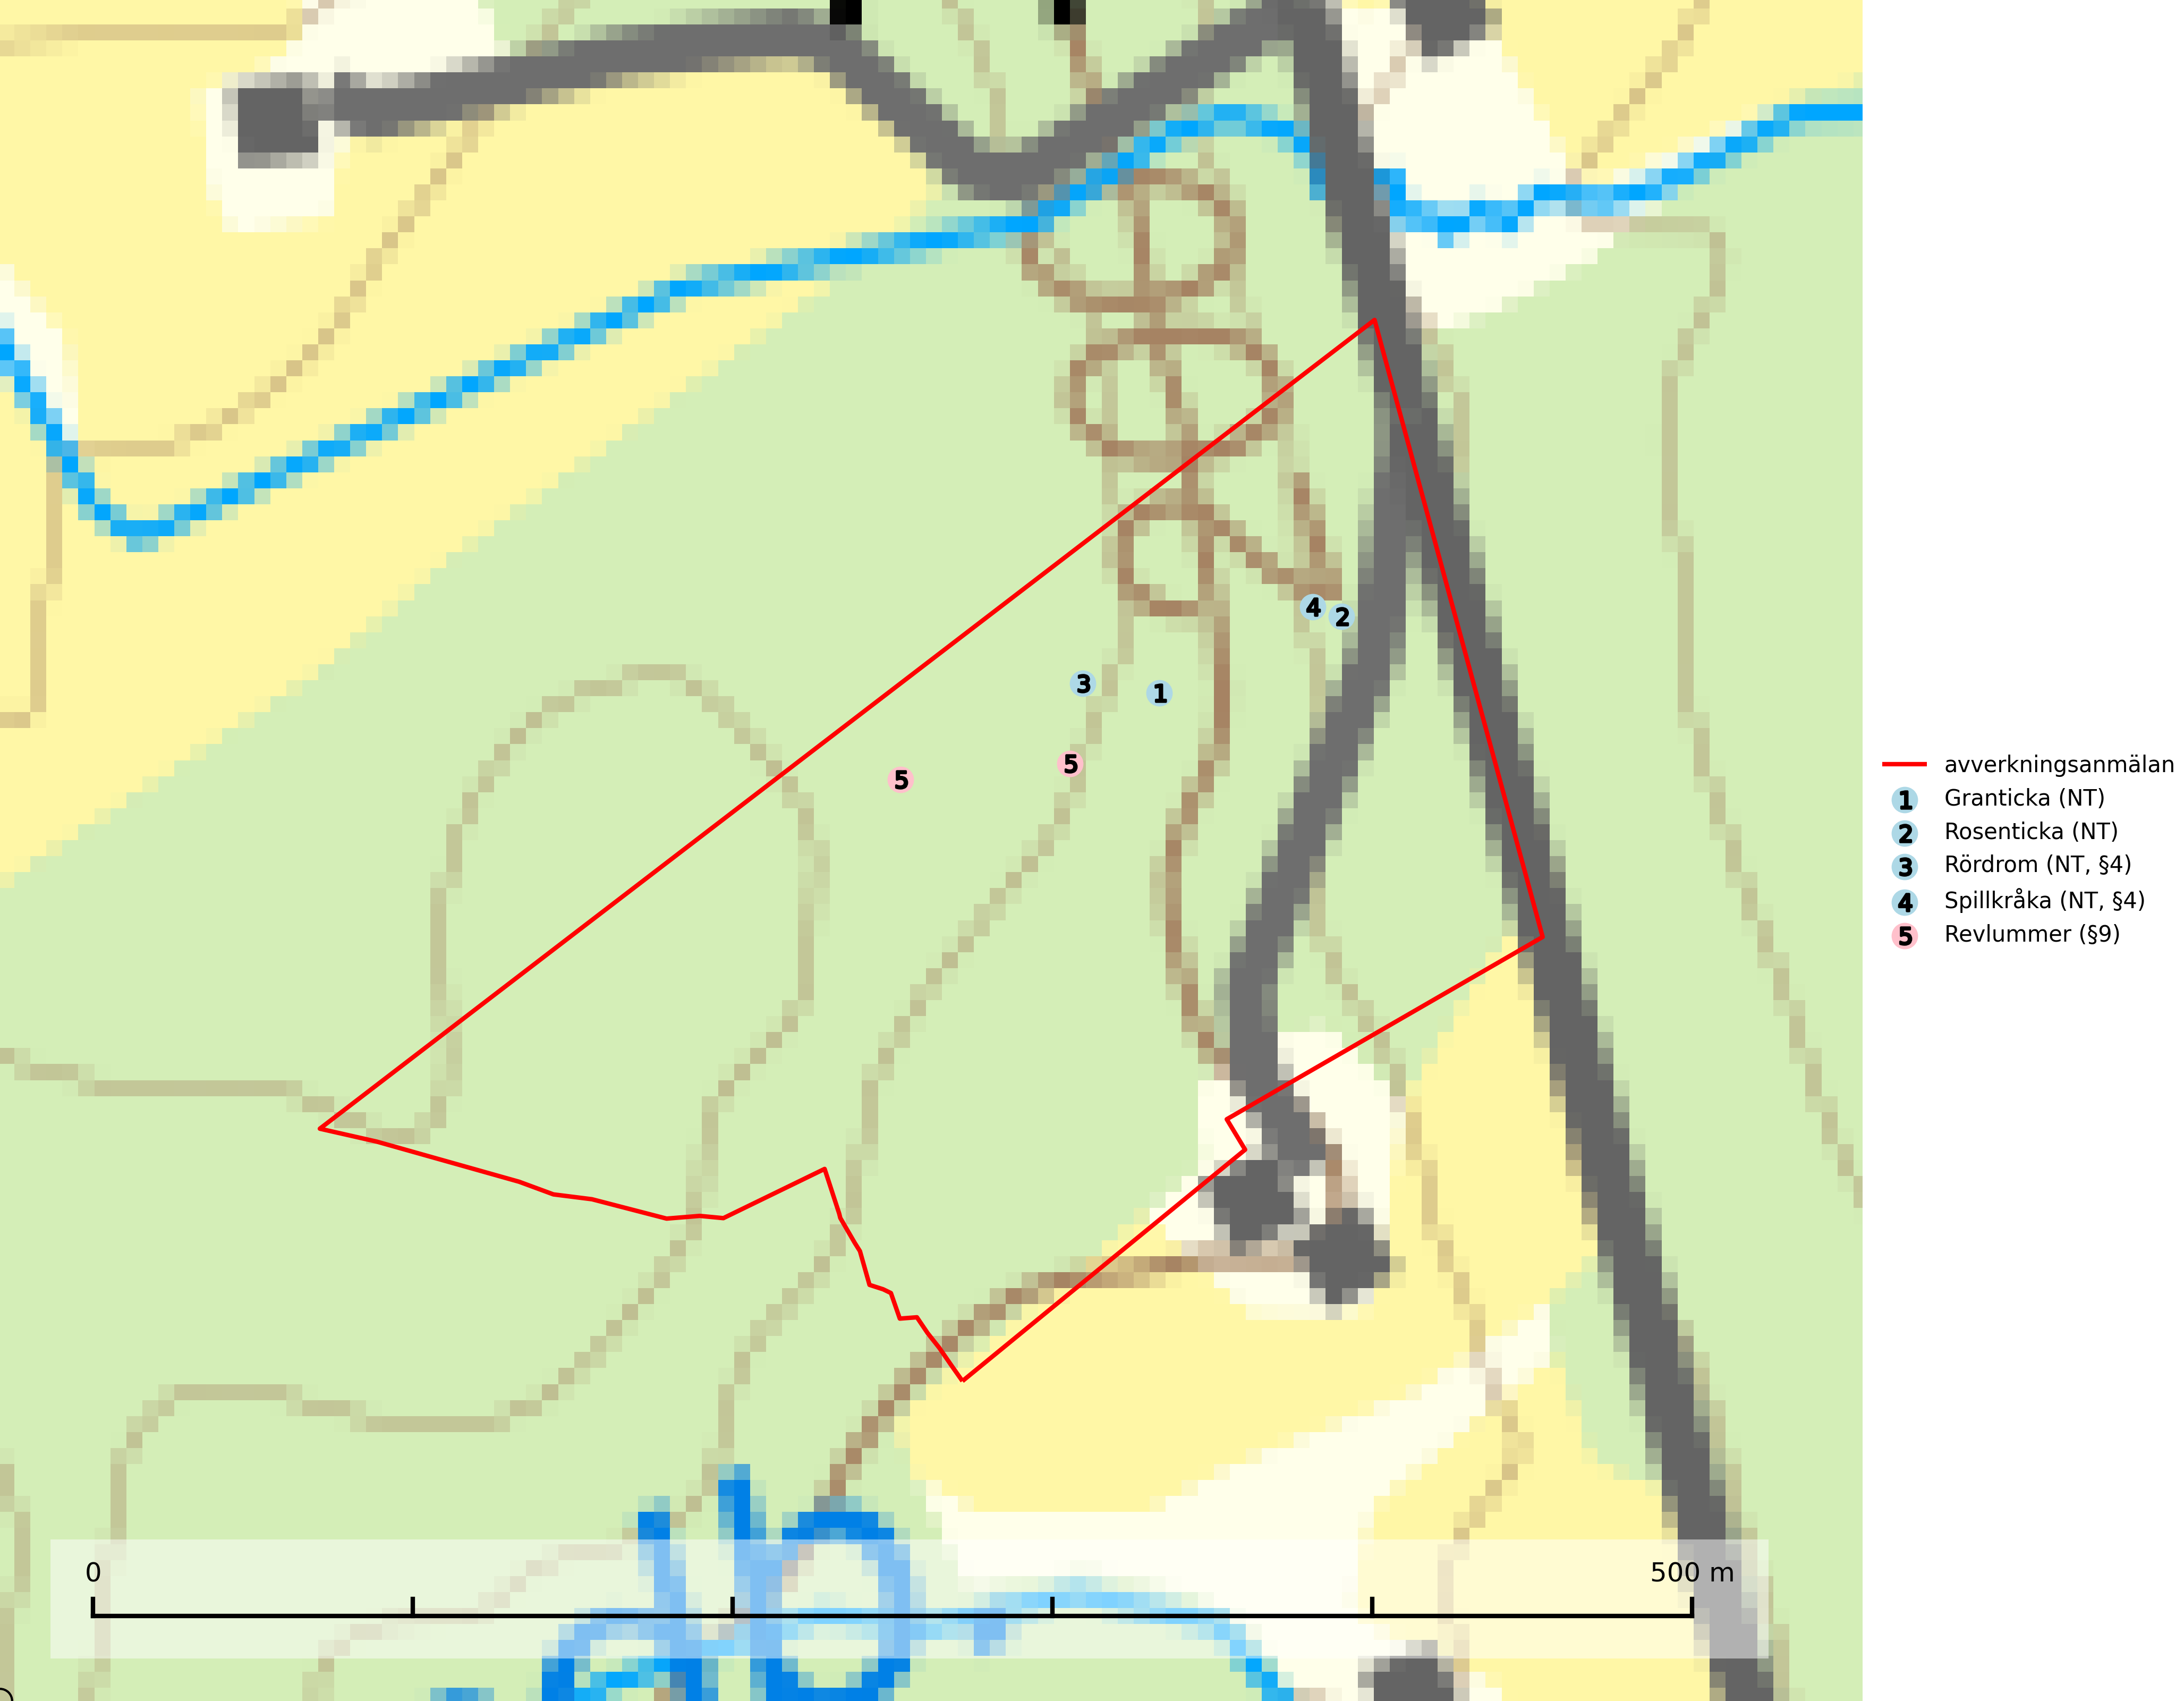 4
2
3
1
5
5
avverkningsanmälan
1 Granticka (NT)
2 Rosenticka (NT)
3 Rördrom (NT, §4)
4 Spillkråka (NT, §4)
5 Revlummer (§9)
0 500 m